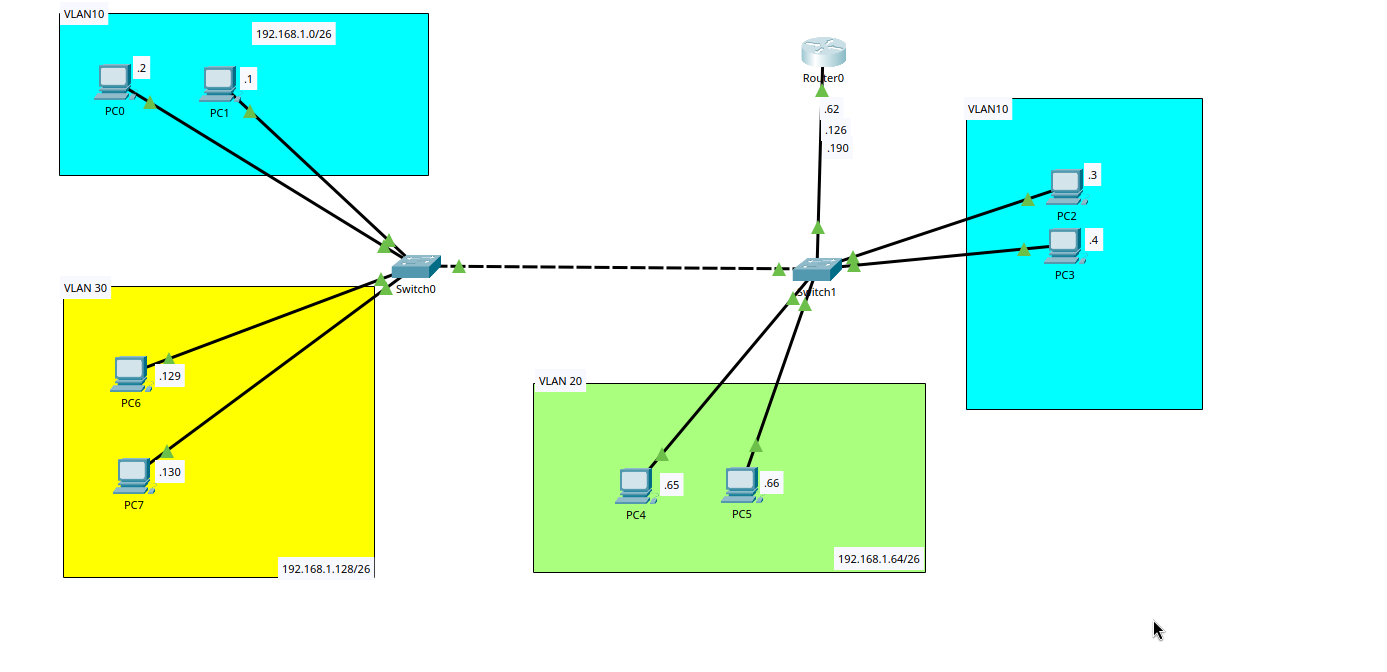 VLAN10
192.168.1.0/26
.2
.1
PC0
PC1
Router0
.62
.126
.190
VLAN10
.3
PC2
.4
PC3
Switch0
Switch1
VLAN 30
.129
PC6
.130
PC7
192.168.1.128/26
VLAN 20
.65
.66
PC4
PC5
192.168.1.64/26